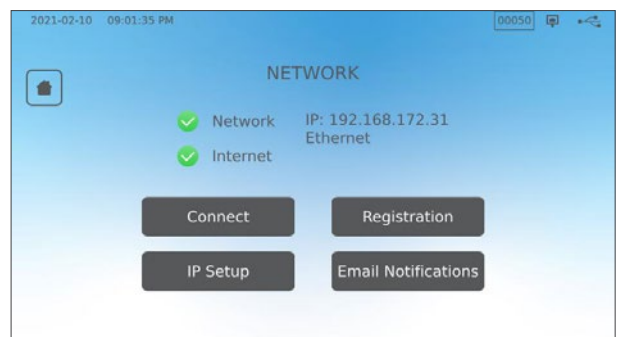 2021-02-10 09:01:35 PM 00050
NETWORK
Network IP: 192.168.172.31
Ethernet
Internet
Connect Registration
IP Setup Email Notifications